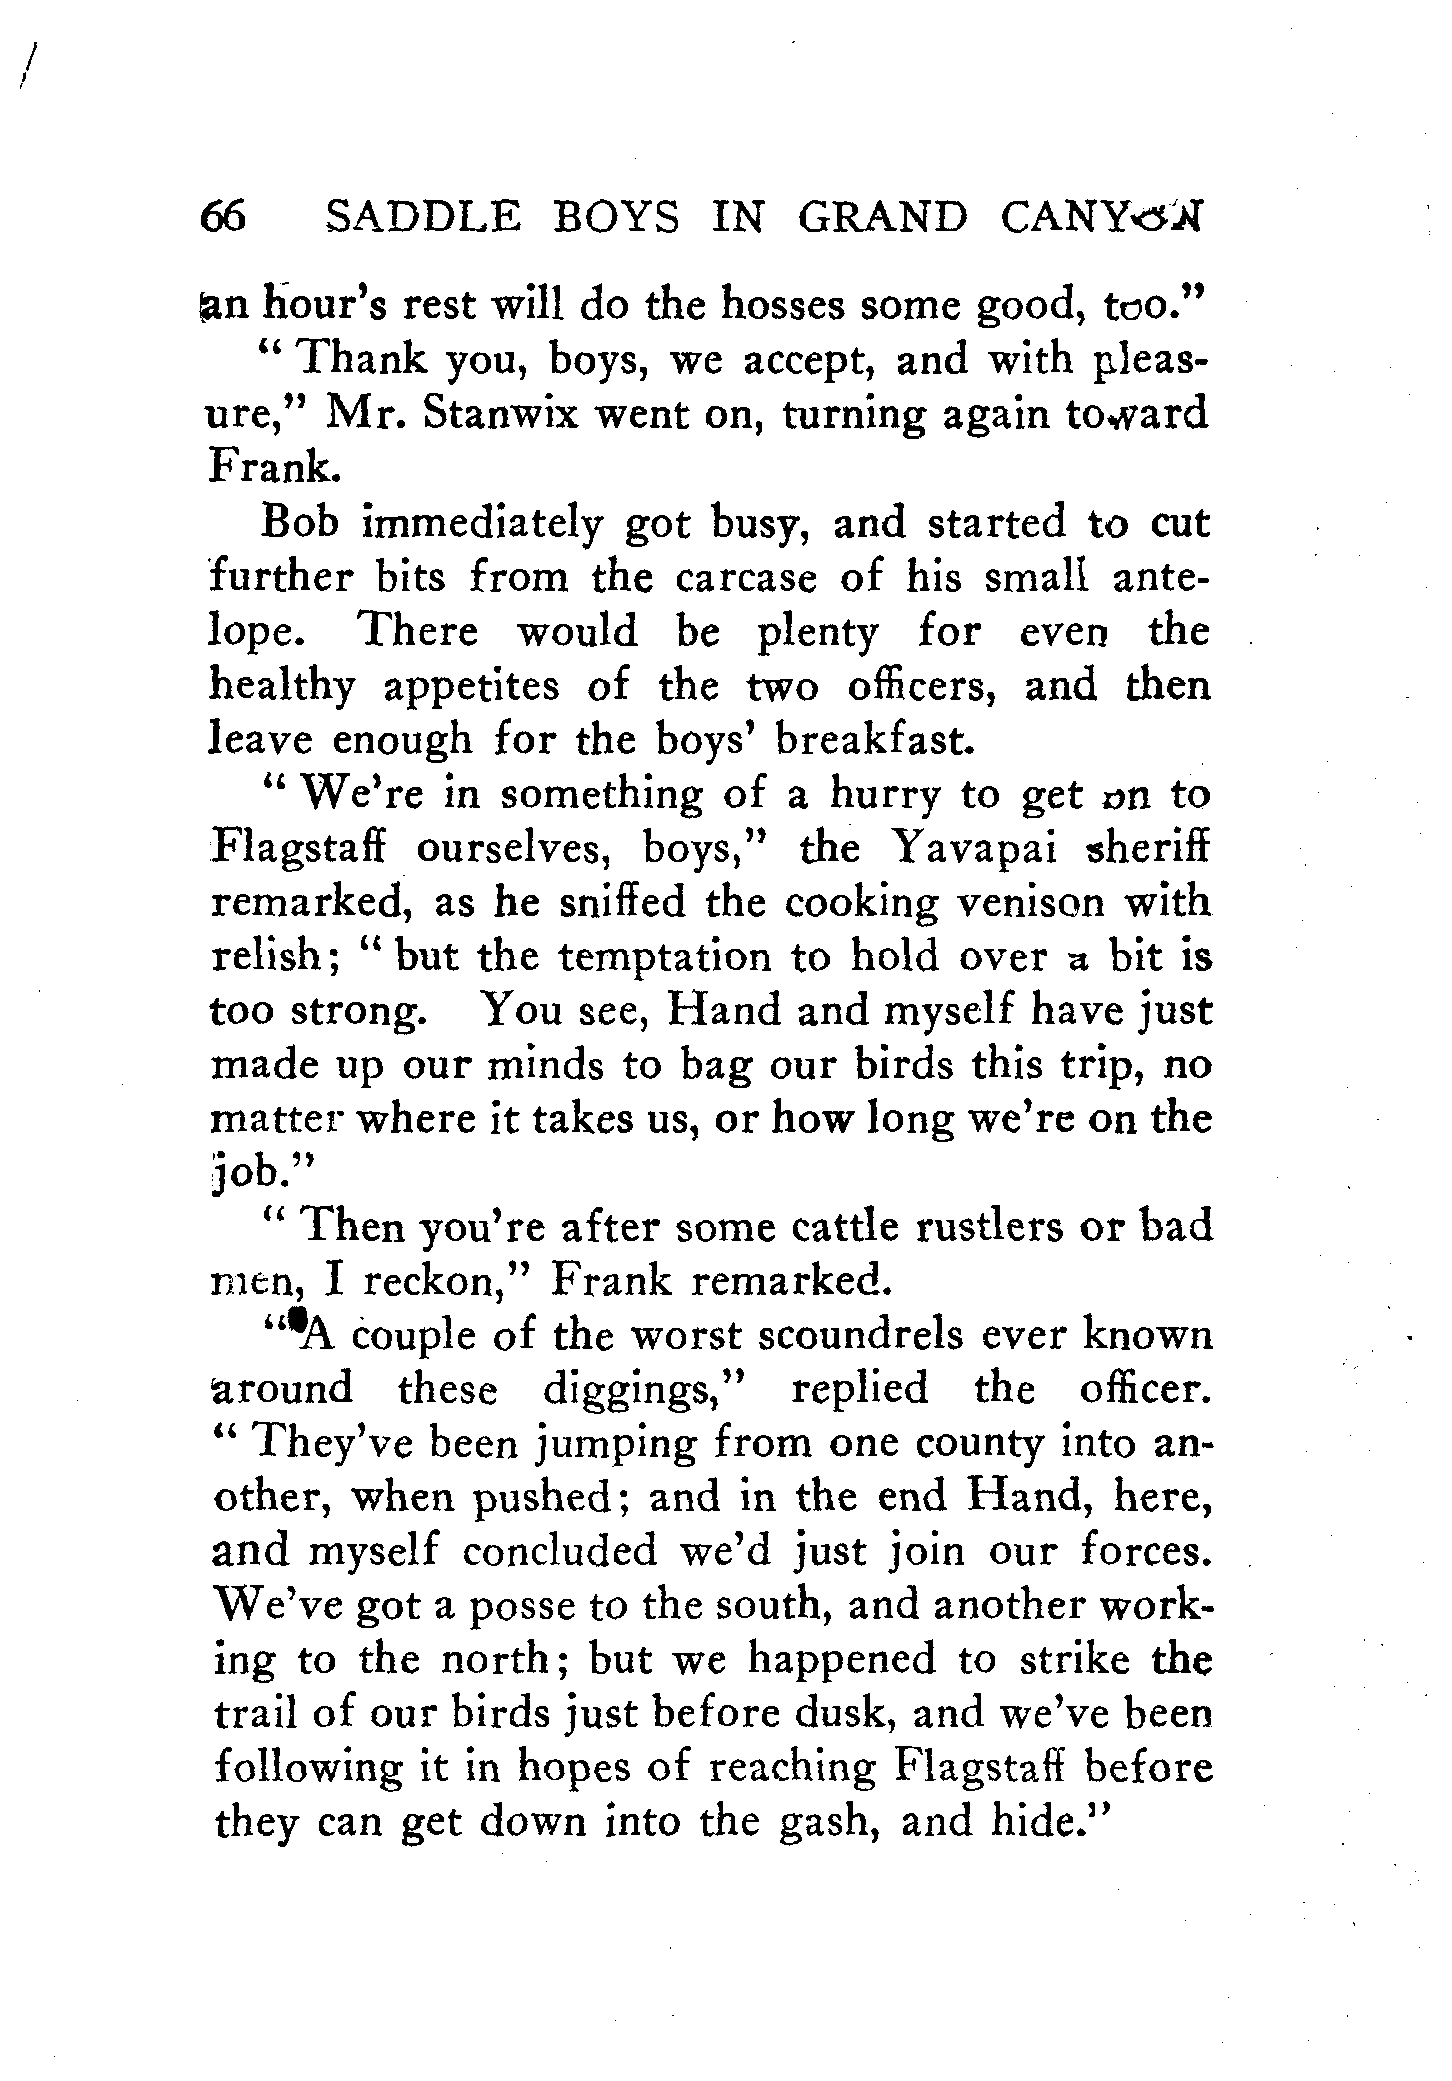 66 SADDLE BOYS IN GRAND CANYON
an hour's rest will do the hosses some good, too."
" Thank you, boys, we accept, and with pleas-
ure," Mr. Stanwix went on, turning again toward
Frank.
Bob immediately got busy, and started to cut
further bits from the carcase of his small ante-
lope. There would be plenty for even the
healthy appetites of the two officers, and then
leave enough for the boys' breakfast.
" We're in something of a hurry to get on to
Flagstaff ourselves, boys," the Yavapai sheriff
remarked, as he sniffed the cooking venison with
relish; " but the temptation to hold over a bit is
too strong. You see, Hand and myself have just
made up our minds to bag our birds this trip, no
matter where it takes us, or how long we're on the
job."
" Then you're after some cattle rustlers or bad
men, I reckon," Frank remarked.
" A couple of the worst scoundrels ever known
around these diggings," replied the officer.
" They've been jumping from one county into an-
other, when pushed; and in the end Hand, here,
and myself concluded we'd just join our forces.
We've got a posse to the south, and another work-
ing to the north; but we happened to strike the
trail of our birds just before dusk, and we've been
following it in hopes of reaching Flagstaff before
they can get down into the gash, and hide."